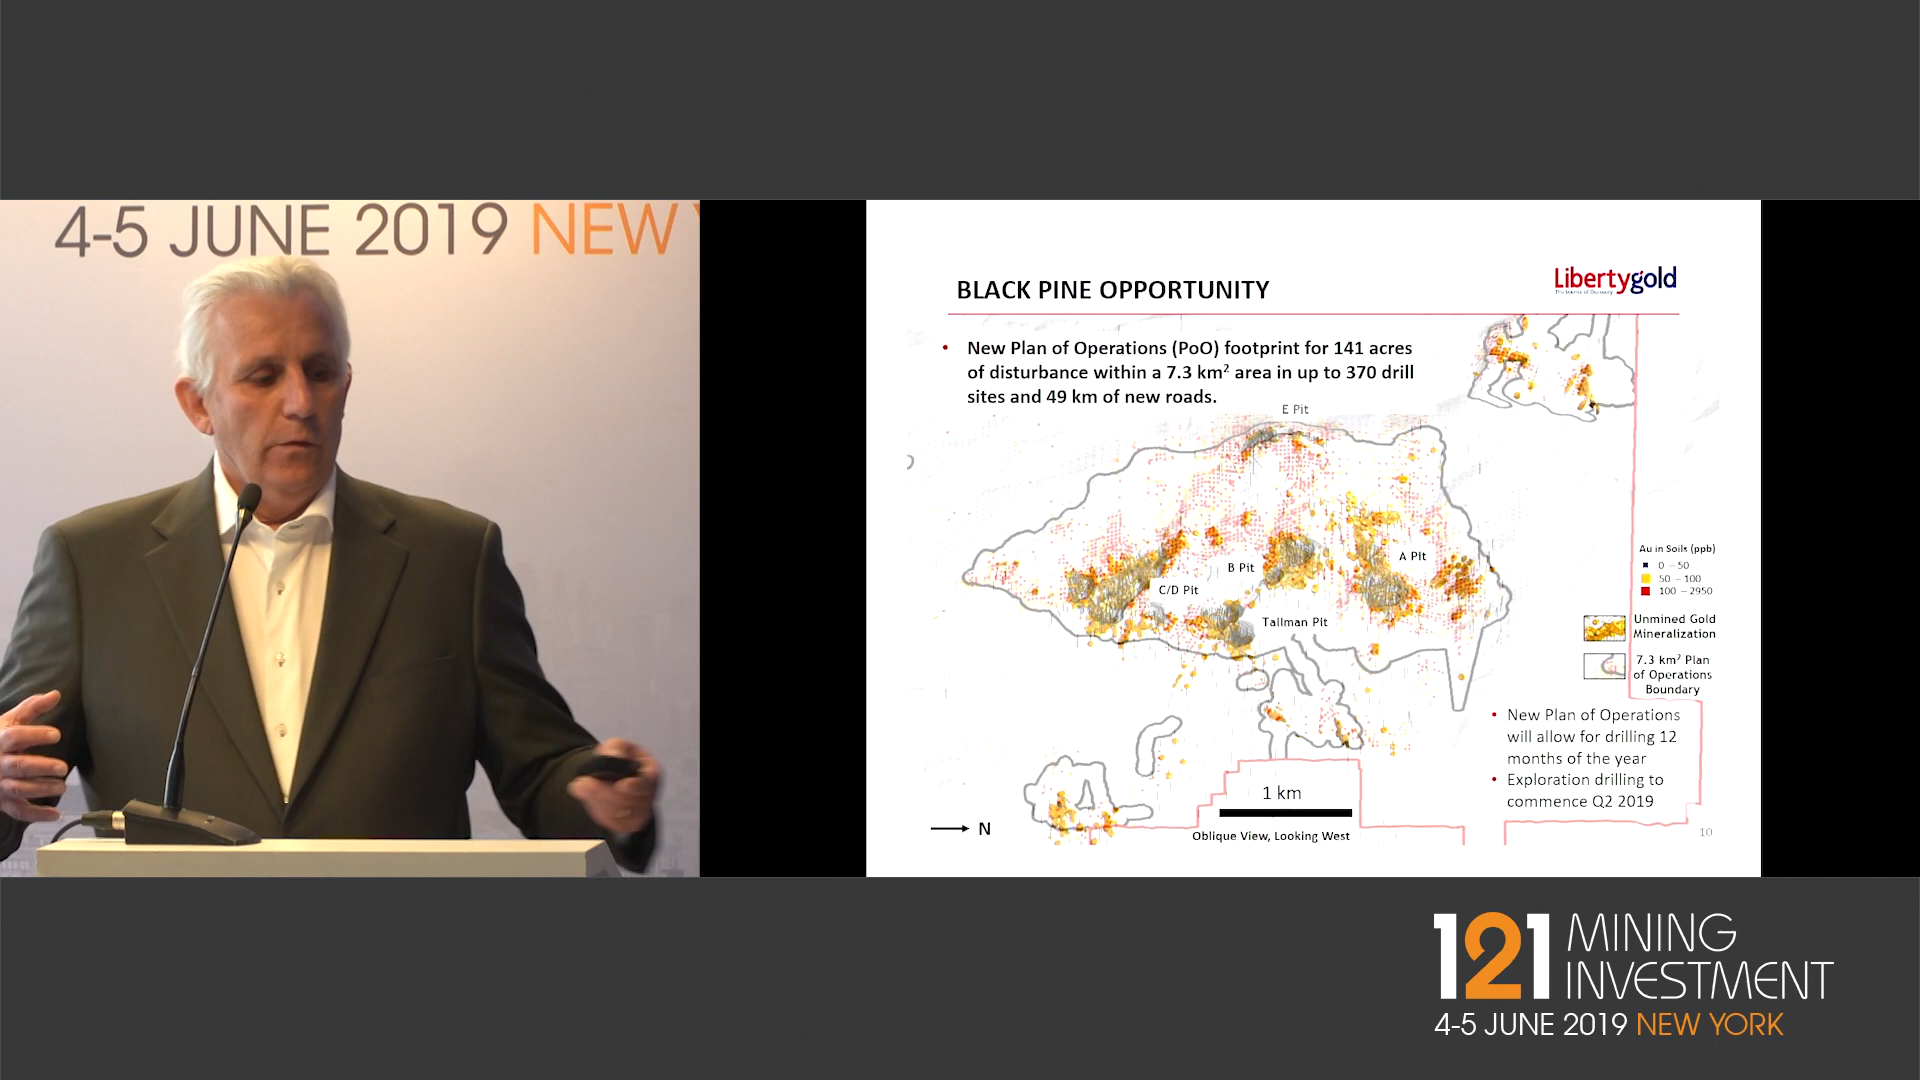 4-5 JUNE 2019 NEW
BLACK PINE OPPORTUNITY
Libertygold
• New Plan of Operations (PoO) footprint for 141 acres
of disturbance within a 7.3 km² area in up to 370 drill
sites and 49 km of new roads.
E Pit
A Pit
B Pit
C/D Pit
Tallman Pit
Au in Soils (ppb)
0 – 50
50 – 100
100 – 2950
Unmined Gold
Mineralization
7.3 km² Plan
of Operations
Boundary
• New Plan of Operations
will allow for drilling 12
months of the year
• Exploration drilling to
commence Q2 2019
1 km
N
Oblique View, Looking West
10
121 MINING
INVESTMENT
4-5 JUNE 2019 NEW YORK